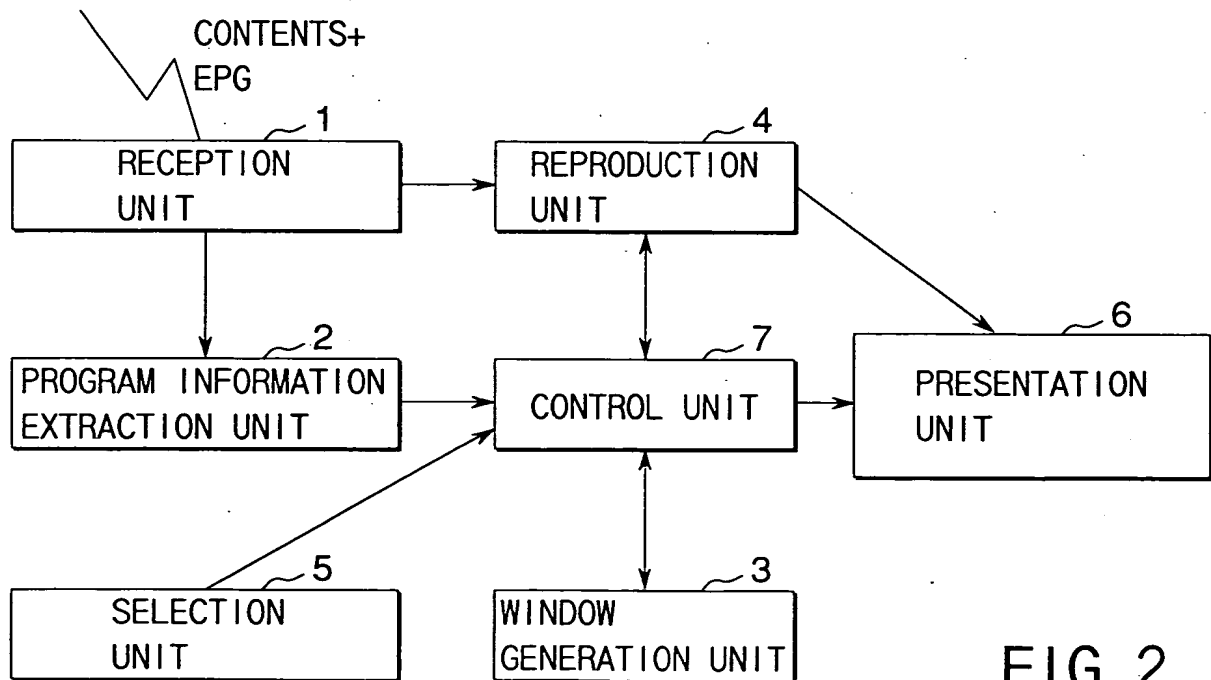 CONTENTS+
EPG
1
RECEPTION
UNIT
4
REPRODUCTION
UNIT
2
PROGRAM INFORMATION
EXTRACTION UNIT
7
CONTROL UNIT
6
PRESENTATION
UNIT
5
SELECTION
UNIT
3
WINDOW
GENERATION UNIT
FIG. 2